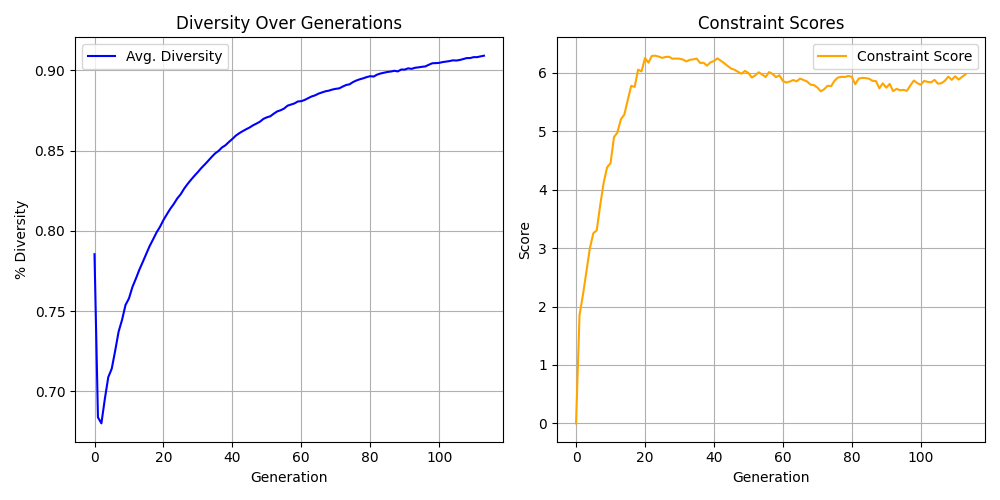 Diversity Over Generations
Avg. Diversity
% Diversity
0.90
0.85
0.80
0.75
0.70
0 20 40 60 80 100
Generation
Constraint Scores
Constraint Score
Score
6
5
4
3
2
1
0
0 20 40 60 80 100
Generation